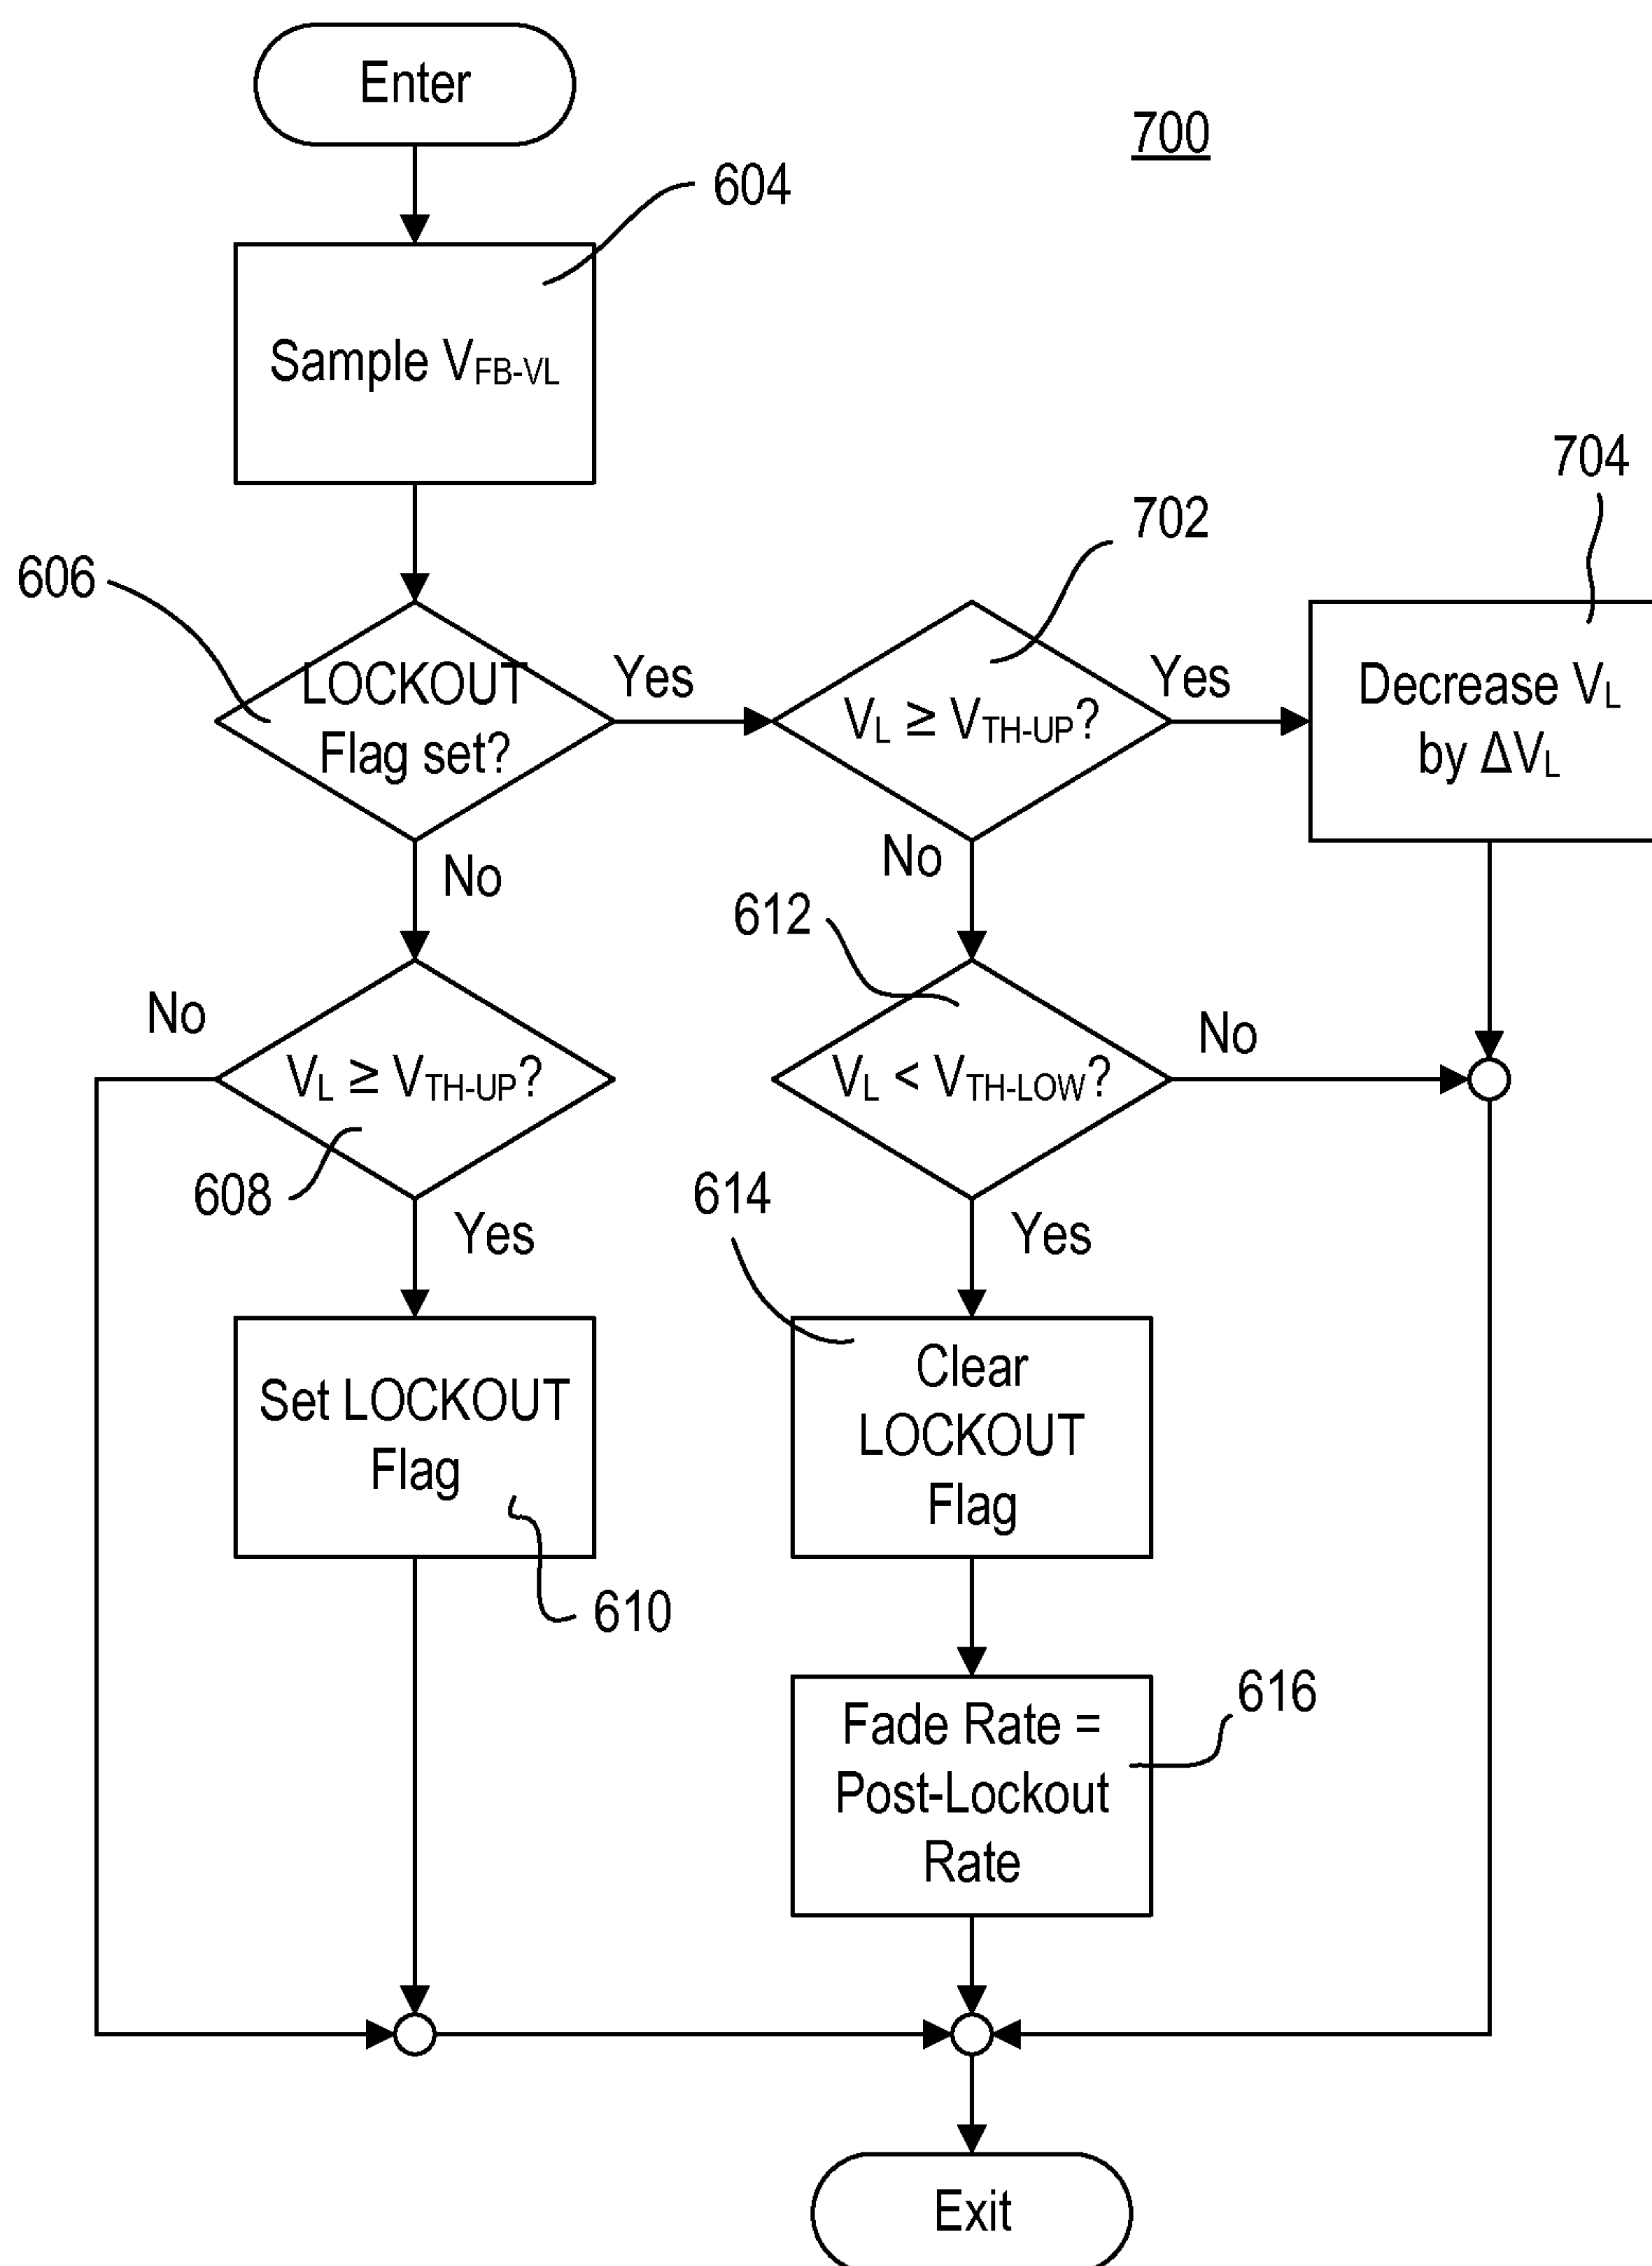 Enter
700
604
Sample VFB-VL
704
702
606
LOCKOUT
Flag set?
Yes
VL ≥ VTH-UP?
Yes
Decrease VL
by ΔVL
No
No
612
No
VL ≥ VTH-UP?
VL < VTH-LOW?
No
608
Yes
614
Yes
Set LOCKOUT
Flag
Clear
LOCKOUT
Flag
610
616
Fade Rate =
Post-Lockout
Rate
Exit